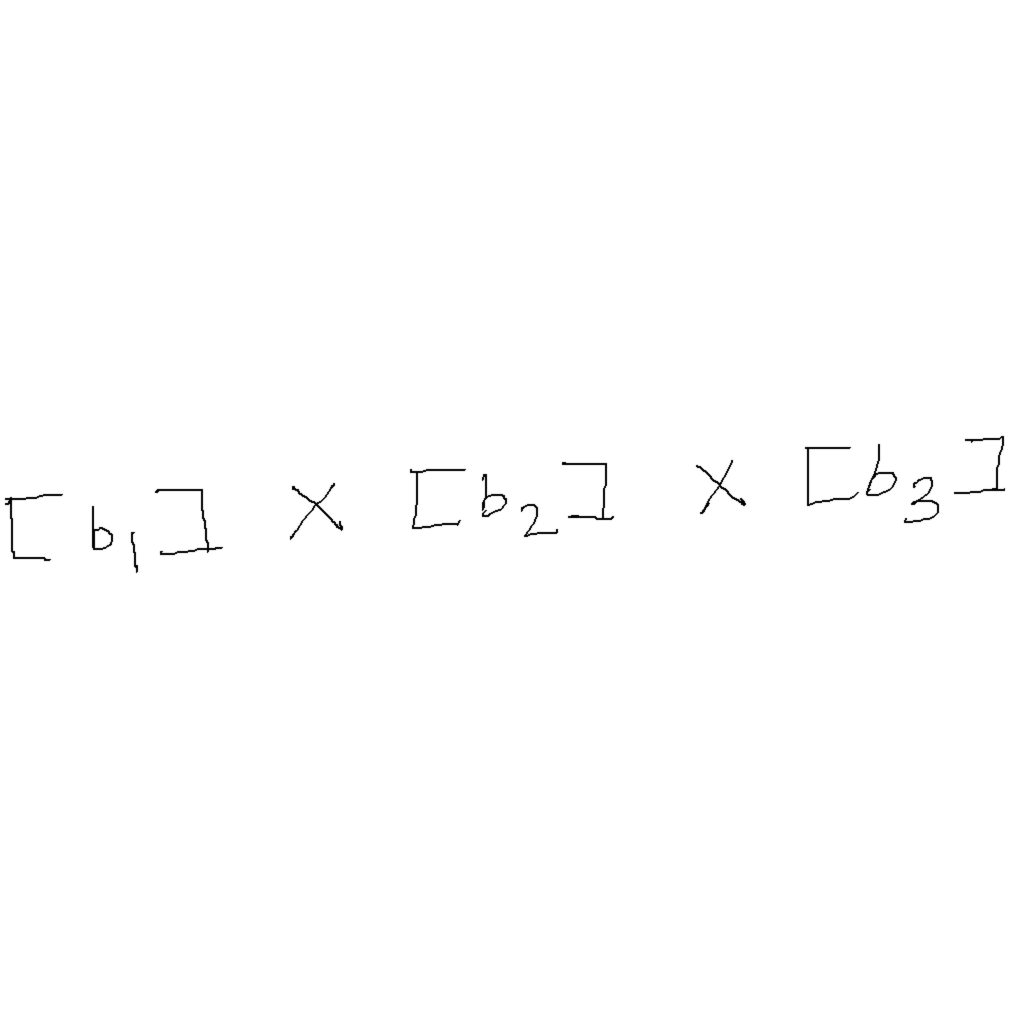 [b₁] × [b₂] × [b₃]